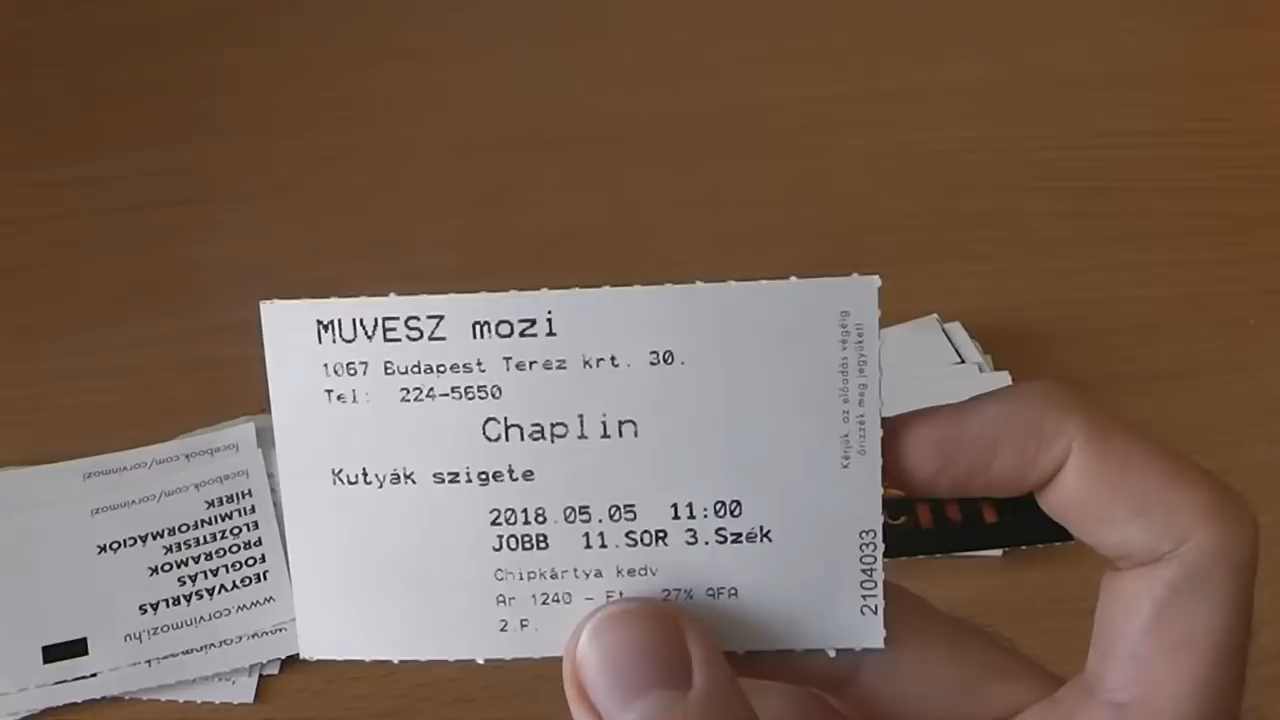 MUVESZ mozi
1067 Budapest Terez krt. 30.
Tel: 224-5650
Chaplin
Kutyák szigete
2018.05.05 11:00
JOBB 11.SOR 3.Szék
Chipkártya kedv
Ar 1240 - Ft 27% AFA
2.P.
Kérjük, az előadás végéig
őrizzék meg jegyüket!
2104033
facebook.com/corvinmozi
facebook.com/corvinmozi
HÍREK
FILMINFORMÁCIÓK
ELŐZETESEK
PROGRAMOK
FOGLALÁS
JEGYVÁSÁRLÁS
www.corvinmozi.hu